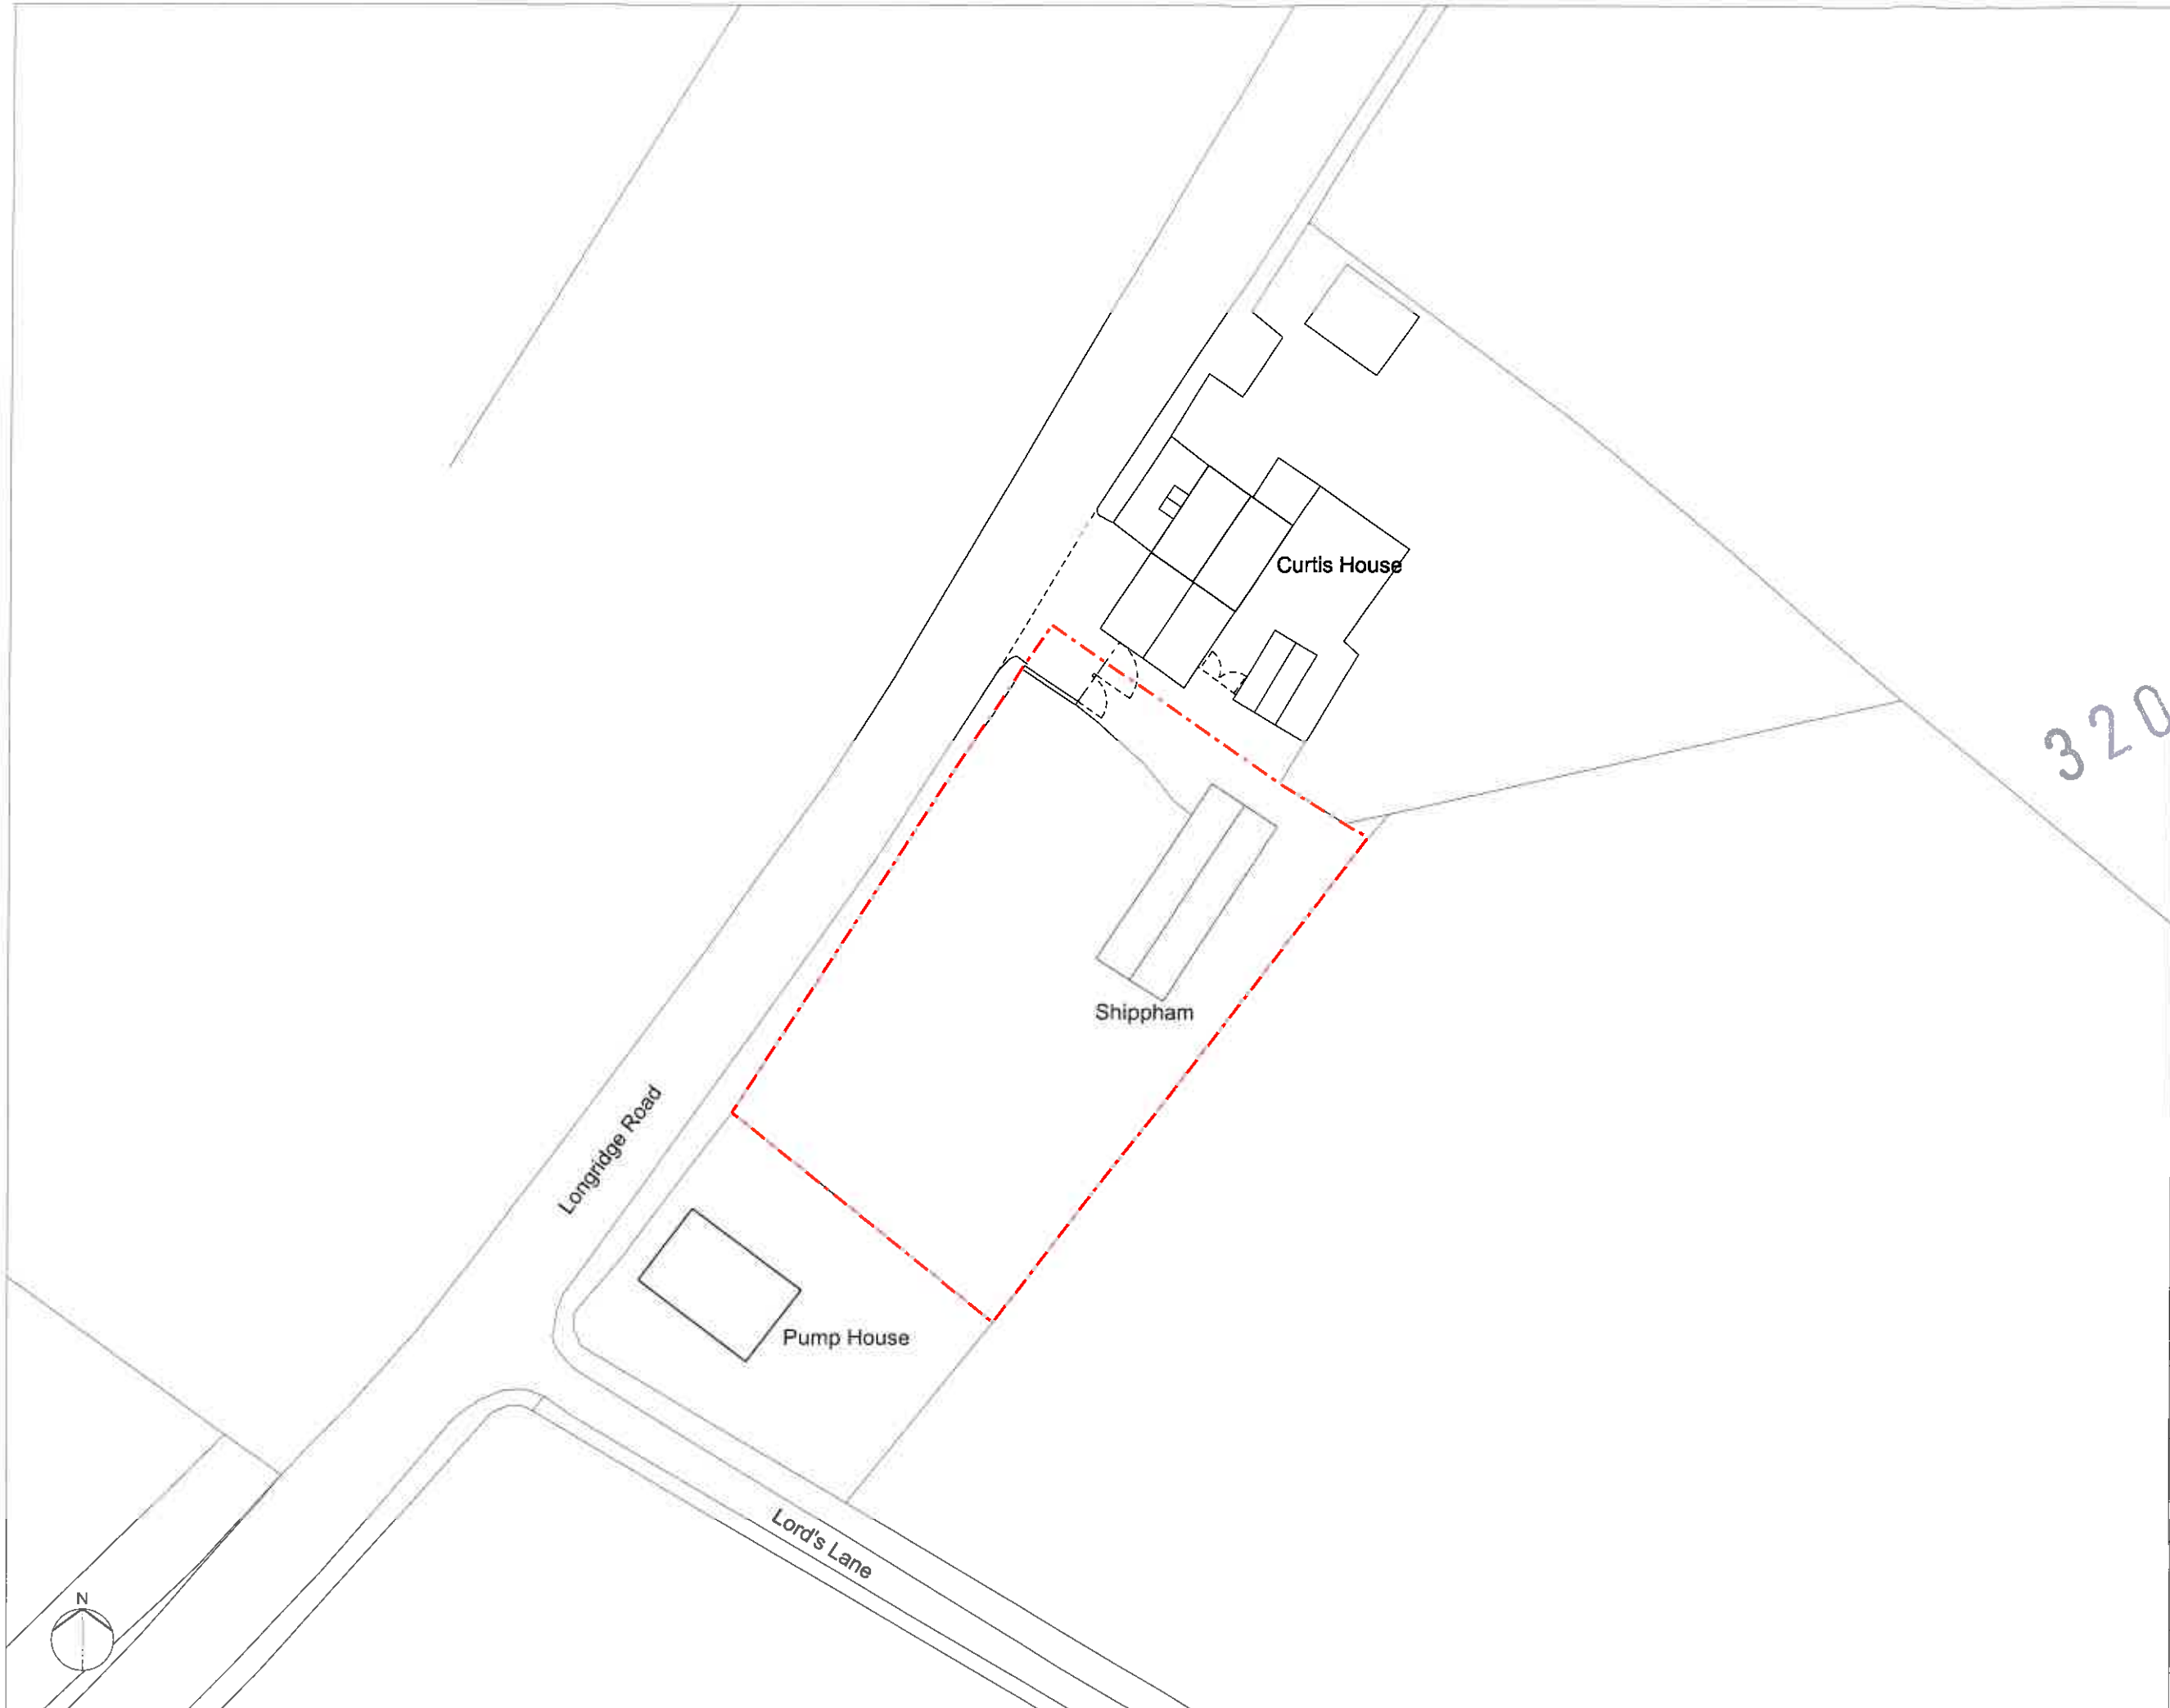 Curtis House
320
Shippham
Longridge Road
Pump House
Lord's Lane
N